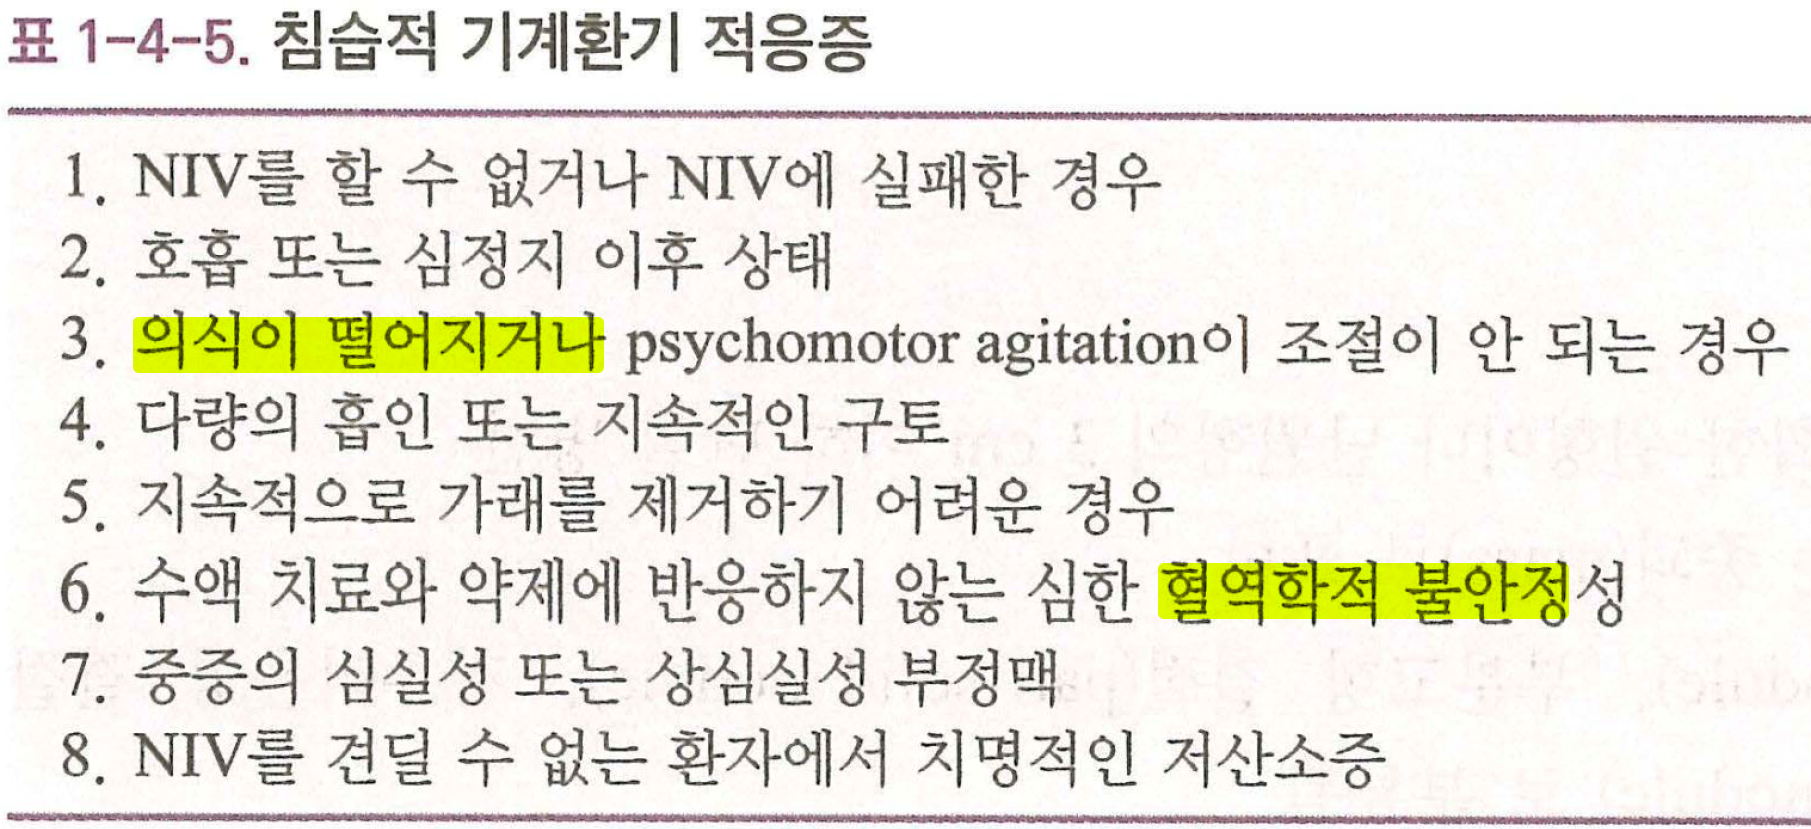 표 1-4-5. 침습적 기계환기 적응증
1. NIV를 할 수 없거나 NIV에 실패한 경우
2. 호흡 또는 심정지 이후 상태
3. 의식이 떨어지거나 psychomotor agitation이 조절이 안 되는 경우
4. 다량의 흡인 또는 지속적인 구토
5. 지속적으로 가래를 제거하기 어려운 경우
6. 수액 치료와 약제에 반응하지 않는 심한 혈역학적 불안정성
7. 중증의 심실성 또는 상심실성 부정맥
8. NIV를 견딜 수 없는 환자에서 치명적인 저산소증